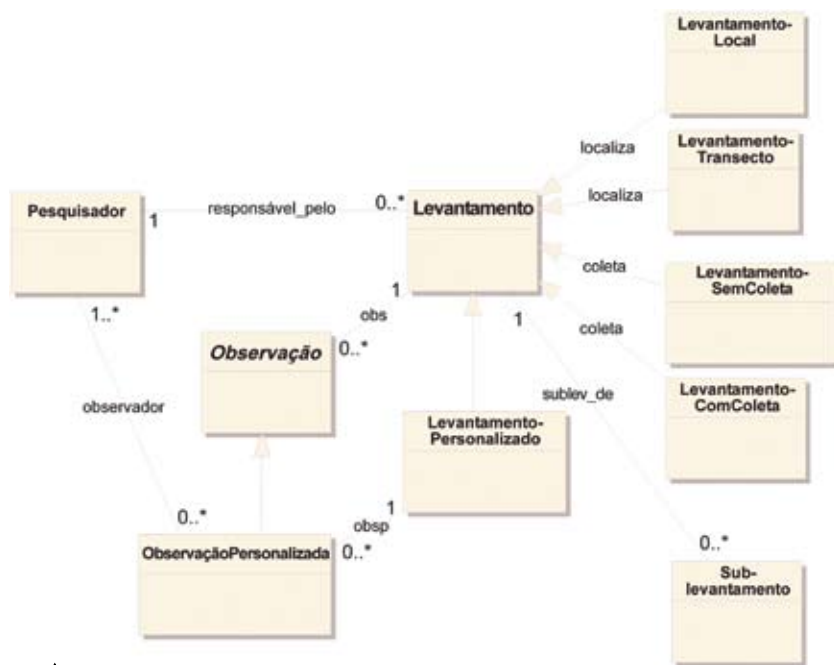 Levantamento-
Local
localiza
Levantamento-
Transecto
localiza
Pesquisador
1
responsável_pelo
0..*
Levantamento
coleta
Levantamento-
SemColeta
1..*
1
obs
0..*
Observação
1
coleta
Levantamento-
ComColeta
observador
sublev_de
Levantamento-
Personalizado
0..*
ObservaçãoPersonalizada
1
obsp
0..*
0..*
Sub-
levantamento